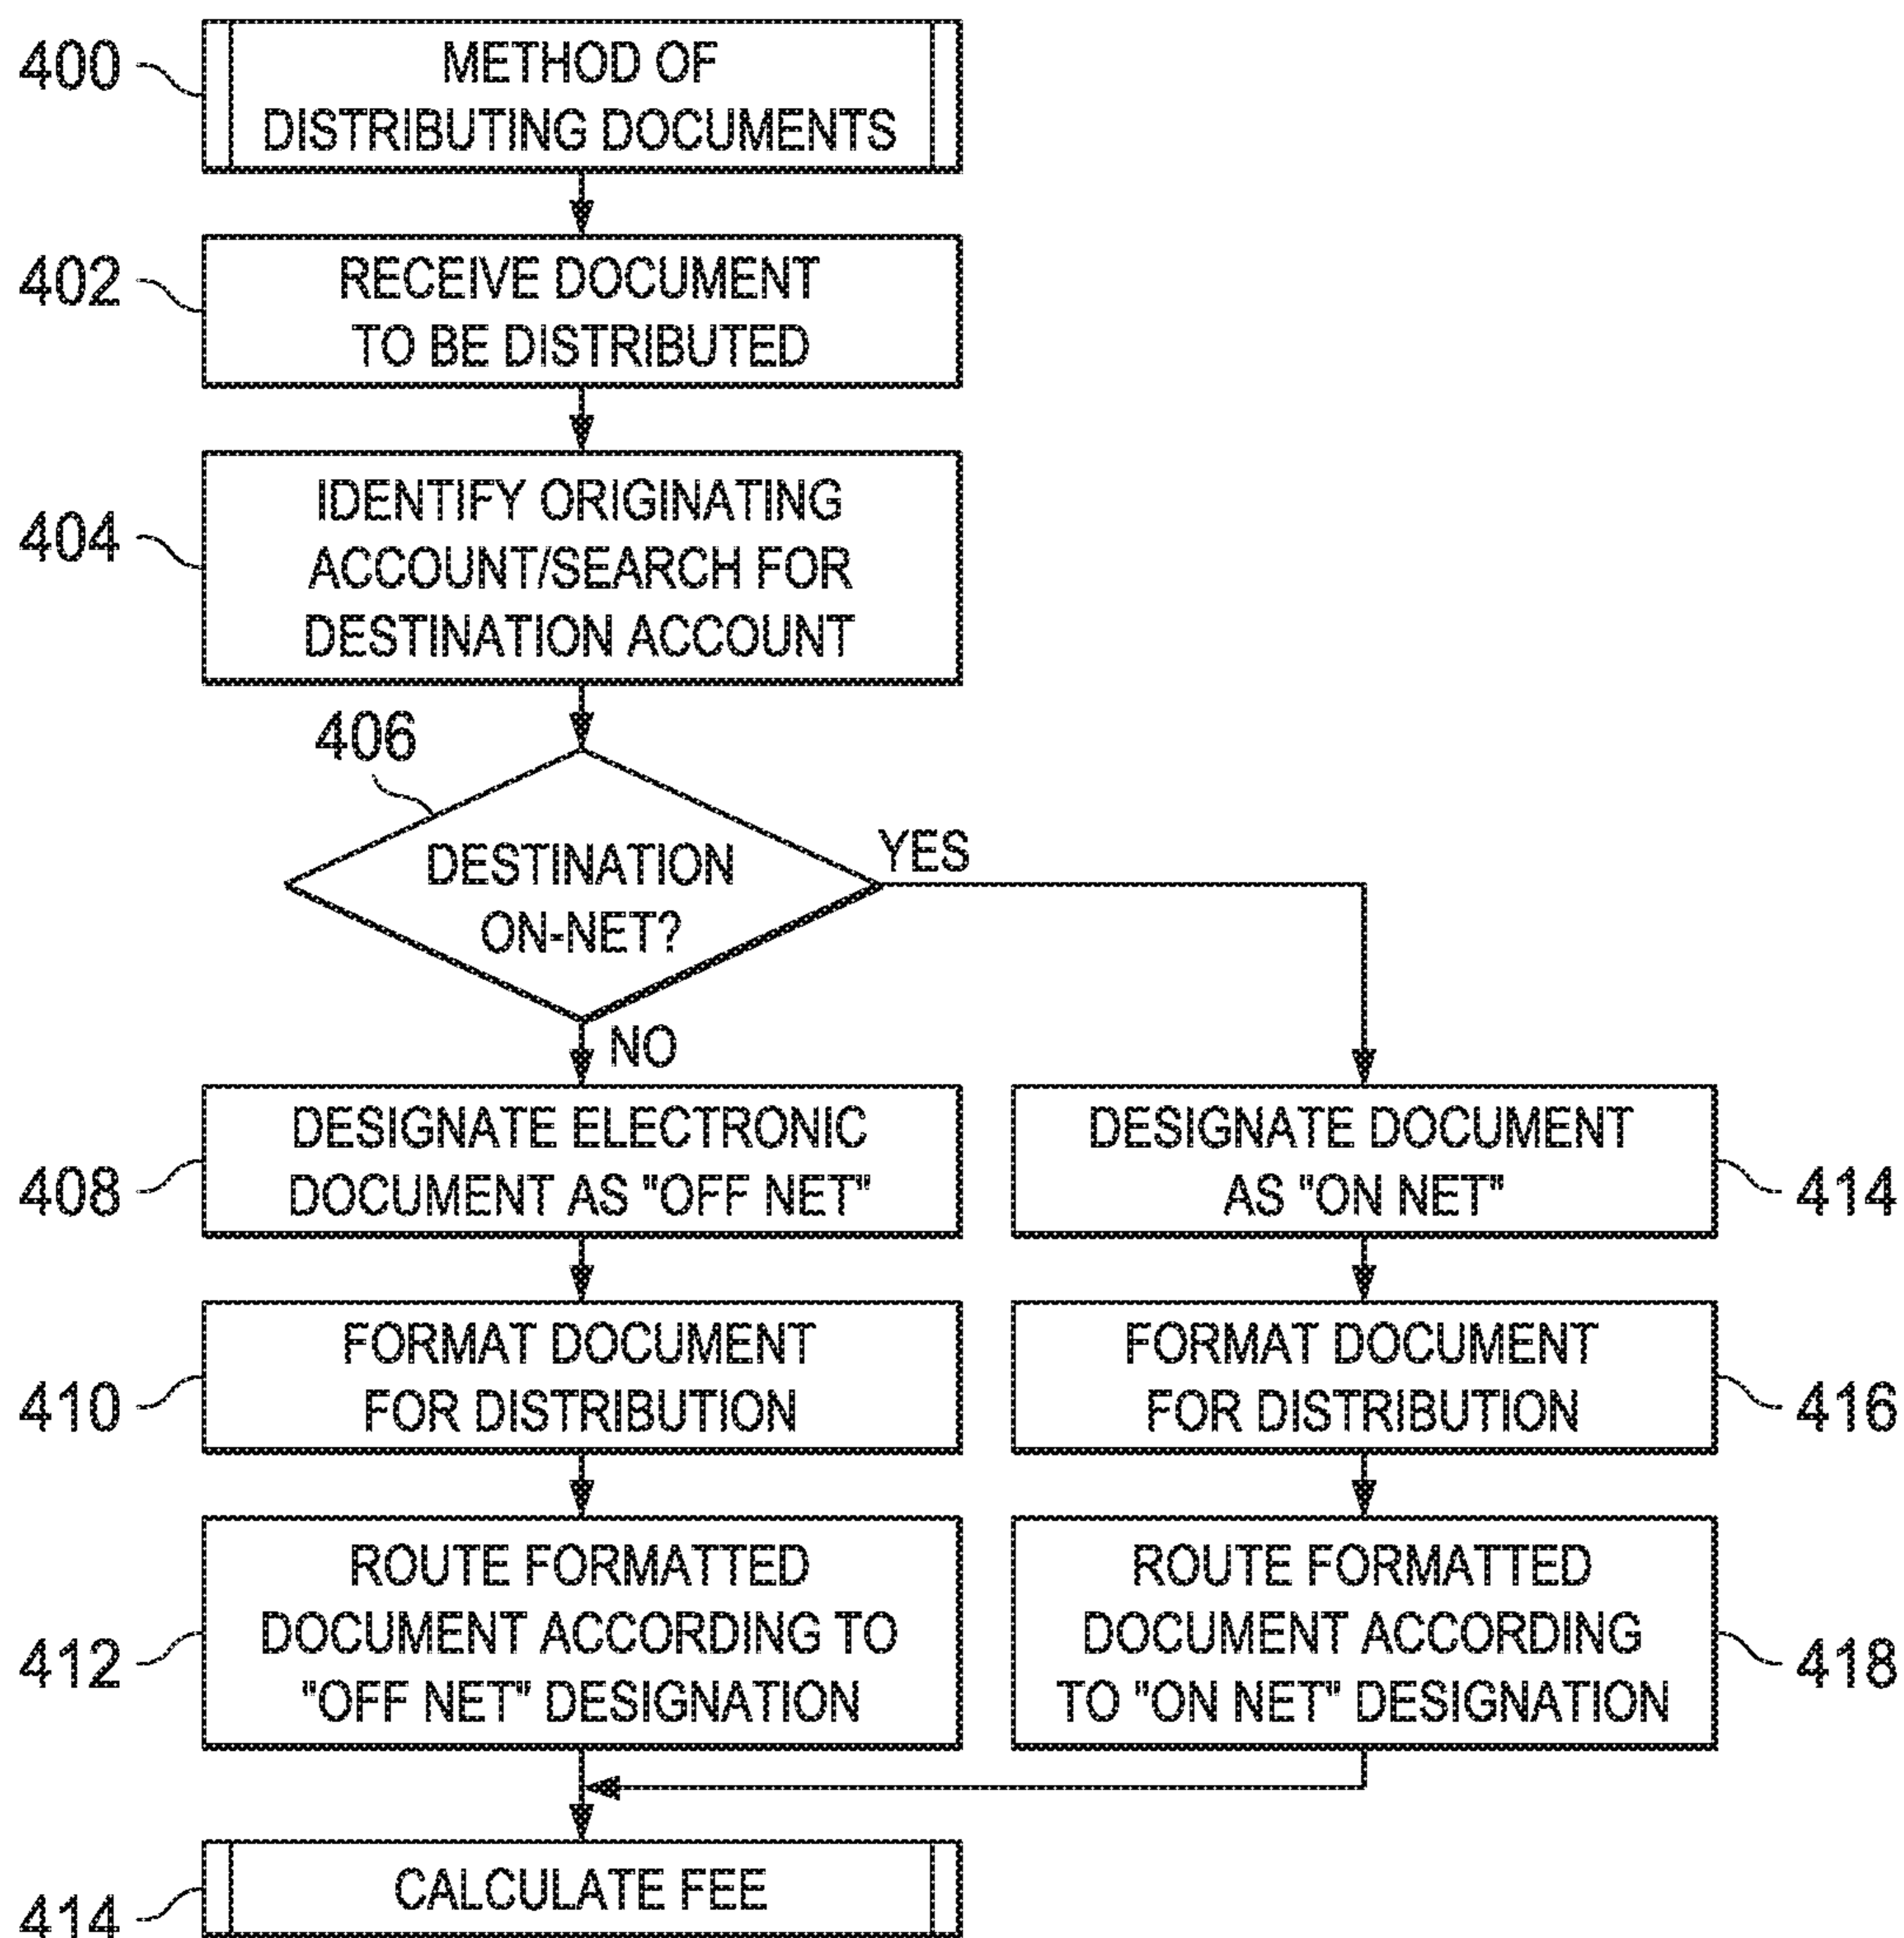 400
METHOD OF
DISTRIBUTING DOCUMENTS
402
RECEIVE DOCUMENT
TO BE DISTRIBUTED
404
IDENTIFY ORIGINATING
ACCOUNT/SEARCH FOR
DESTINATION ACCOUNT
406
DESTINATION
ON-NET?
YES
NO
408
DESIGNATE ELECTRONIC
DOCUMENT AS "OFF NET"
DESIGNATE DOCUMENT
AS "ON NET"
414
410
FORMAT DOCUMENT
FOR DISTRIBUTION
FORMAT DOCUMENT
FOR DISTRIBUTION
416
412
ROUTE FORMATTED
DOCUMENT ACCORDING TO
"OFF NET" DESIGNATION
ROUTE FORMATTED
DOCUMENT ACCORDING
TO "ON NET" DESIGNATION
418
414
CALCULATE FEE